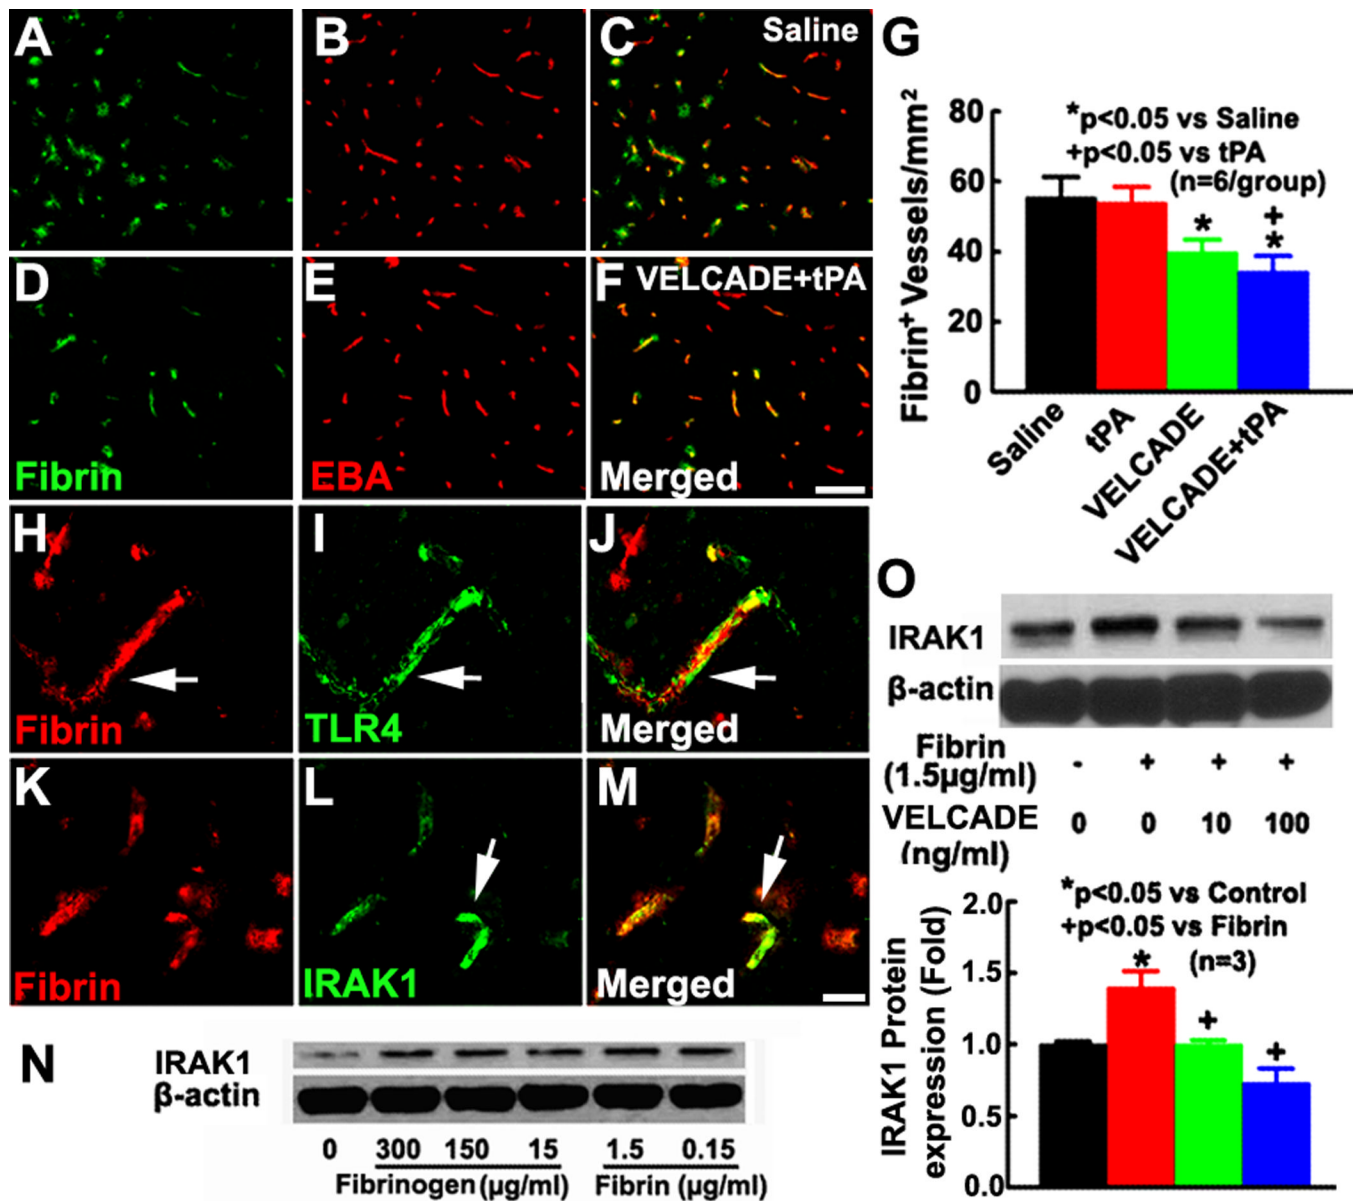 A
B
C
Saline
D
Fibrin
E
EBA
F
VELCADE+tPA
Merged
G
Fibrin+ Vessels/mm2
80
60
40
20
0
*p<0.05 vs Saline
+p<0.05 vs tPA
(n=6/group)
*
+
*
Saline
tPA
VELCADE
VELCADE+tPA
H
Fibrin
I
TLR4
J
Merged
K
Fibrin
L
IRAK1
M
Merged
N
IRAK1
β-actin
0 300 150 15 1.5 0.15
Fibrinogen (µg/ml) Fibrin (µg/ml)
O
IRAK1
β-actin
Fibrin
(1.5µg/ml) - + + +
VELCADE 0 0 10 100
(ng/ml)
IRAK1 Protein
expression (Fold)
2.0
1.5
1.0
0.5
0.0
*p<0.05 vs Control
+p<0.05 vs Fibrin
(n=3)
*
+
+